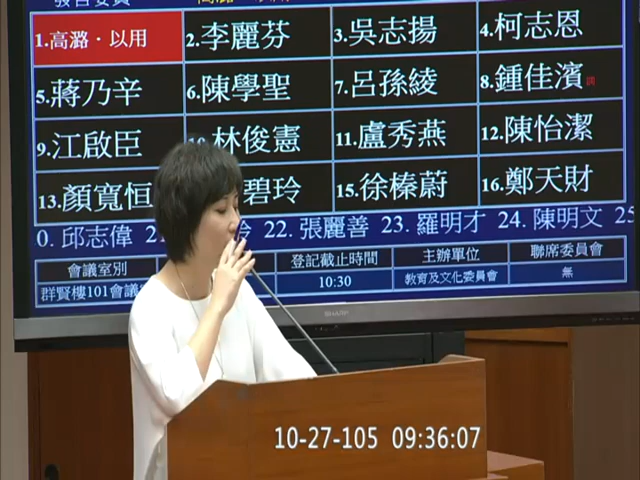 發言委員
1.高潞．以用 2.李麗芬 3.吳志揚 4.柯志恩
5.蔣乃辛 6.陳學聖 7.呂孫綾 8.鍾佳濱
9.江啟臣 林俊憲 11.盧秀燕 12.陳怡潔
13.顏寬恒 碧玲 15.徐榛蔚 16.鄭天財
0. 邱志偉 22. 張麗善 23. 羅明才 24. 陳明文 25
會議室別 登記截止時間 主辦單位 聯席委員會
群賢樓101會議 10:30 教育及文化委員會 無
SHARP
10-27-105 09:36:07